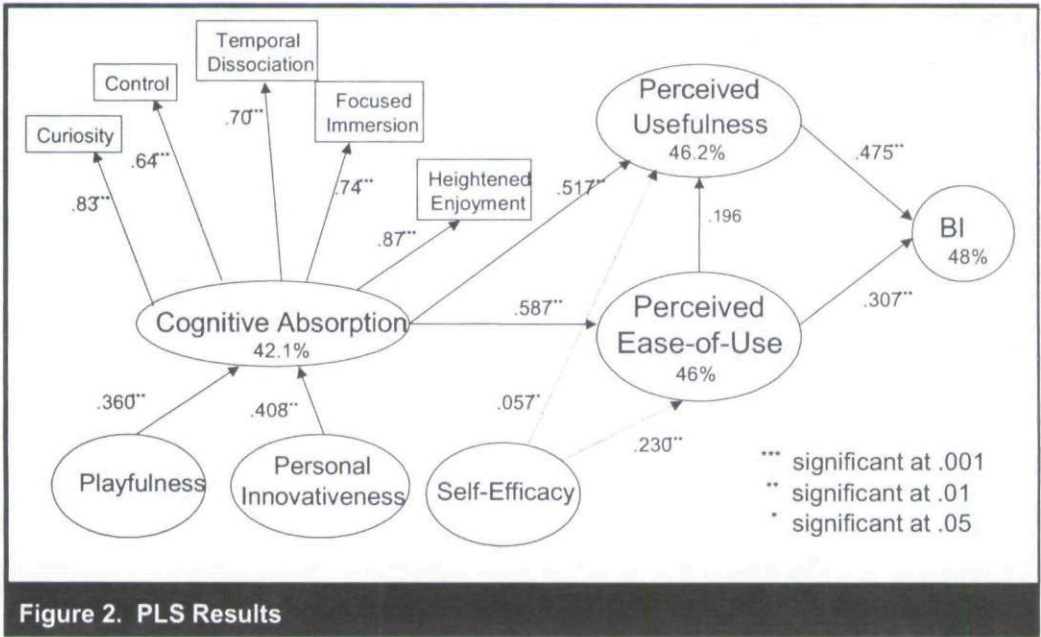 Temporal
Dissociation
Control
Focused
Immersion
Curiosity
Heightened
Enjoyment
.83***
.64***
.70***
.74***
.87***
Perceived
Usefulness
46.2%
.517**
.475**
.196
BI
48%
.587**
.307**
Cognitive Absorption
42.1%
Perceived
Ease-of-Use
46%
.360**
.408**
.057*
.230**
Playfulness
Personal
Innovativeness
Self-Efficacy
*** significant at .001
** significant at .01
* significant at .05
Figure 2. PLS Results